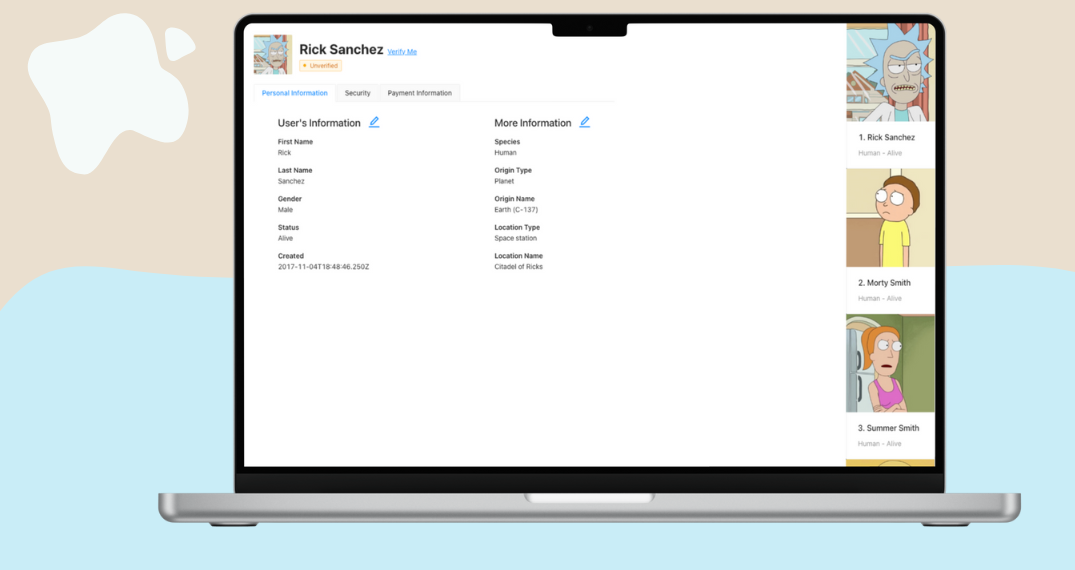 Rick Sanchez Verify Me
Unverified
Personal Information Security Payment Information
User's Information
First Name
Rick
Last Name
Sanchez
Gender
Male
Status
Alive
Created
2017-11-04T18:48:46.250Z
More Information
Species
Human
Origin Type
Planet
Origin Name
Earth (C-137)
Location Type
Space station
Location Name
Citadel of Ricks
1. Rick Sanchez
Human - Alive
2. Morty Smith
Human - Alive
3. Summer Smith
Human - Alive